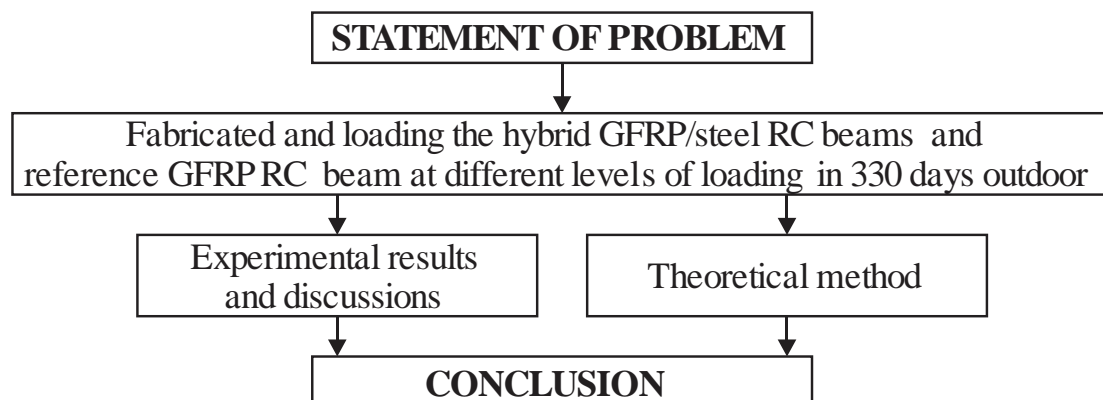 STATEMENT OF PROBLEM
Fabricated and loading the hybrid GFRP/steel RC beams and
reference GFRP RC beam at different levels of loading in 330 days outdoor
Experimental results
and discussions
Theoretical method
CONCLUSION